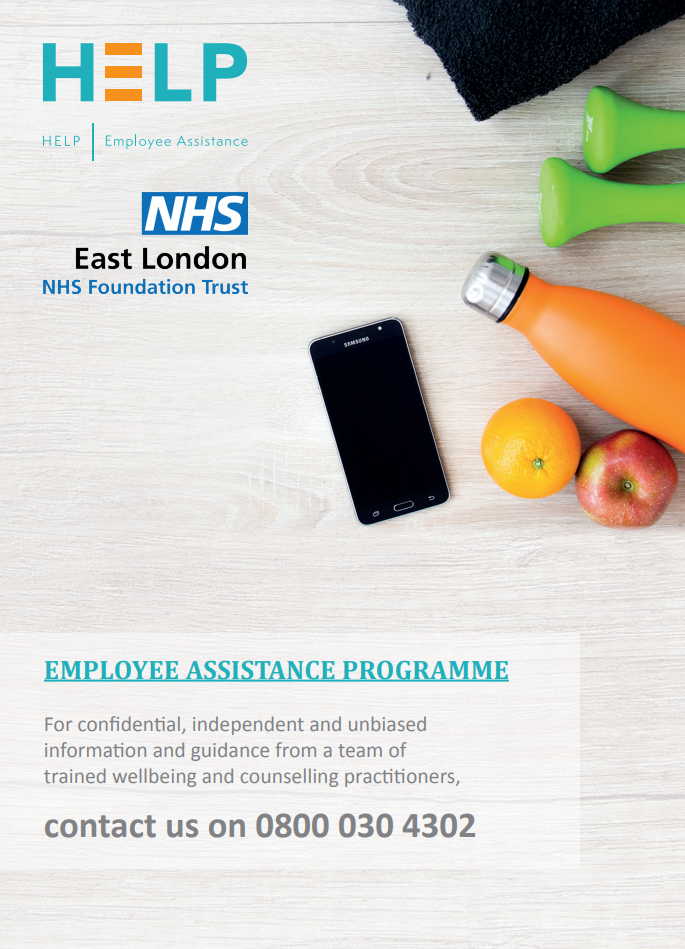 HELP
HELP | Employee Assistance
NHS
East London
NHS Foundation Trust
SAMSUNG
EMPLOYEE ASSISTANCE PROGRAMME
For confidential, independent and unbiased
information and guidance from a team of
trained wellbeing and counselling practitioners,
contact us on 0800 030 4302